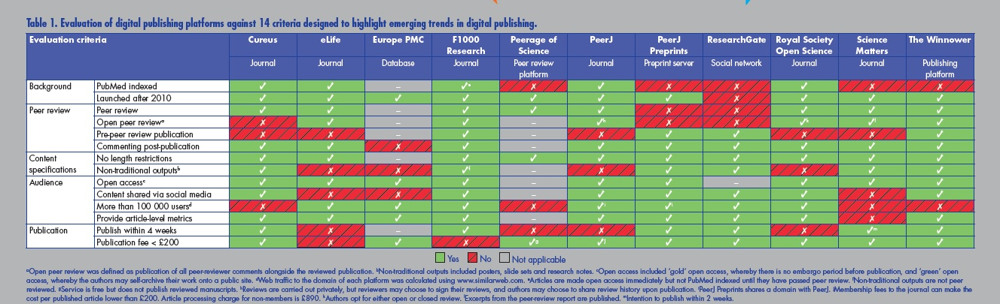 Table 1. Evaluation of digital publishing platforms against 14 criteria designed to highlight emerging trends in digital publishing.
Evaluation criteria Cureus eLife Europe PMC F1000 Research Peerage of Science PeerJ PeerJ Preprints ResearchGate Royal Society Open Science Science Matters The Winnower
Journal Journal Database Journal Peer review platform Journal Preprint server Social network Journal Journal Publishing platform
Background PubMed indexed ✓ ✓ – ✓ᵉ ✗ ✓ ✗ ✗ ✓ ✗ ✗
Launched after 2010 ✓ ✓ ✓ ✓ ✓ ✓ ✓ ✗ ✓ ✓ ✓
Peer review Peer review ✓ ✓ – ✓ ✓ ✓ ✗ ✗ ✓ ✓ ✓
Open peer reviewᵃ ✗ ✓ – ✓ – ✓ʰ ✗ ✗ ✓ᵏ ✓ˡ ✓
Pre-peer review publication ✗ ✗ – ✓ – ✗ ✓ ✓ ✗ ✗ ✓
Commenting post-publication ✓ ✓ ✗ ✓ – ✓ ✓ ✓ ✓ ✓ ✓
Content specifications No length restrictions ✓ ✓ – ✓ ✓ ✓ ✓ ✓ ✓ ✓ ✓
Non-traditional outputsᵇ ✓ ✗ ✗ ✓ᶠ – ✗ ✓ ✓ ✗ ✓ ✓
Audience Open accessᶜ ✓ ✓ ✓ ✓ – ✓ ✓ – ✓ ✓ ✓
Content shared via social media ✓ ✗ ✗ ✓ – ✓ ✓ ✓ ✓ ✗ ✓
More than 100 000 usersᵈ ✗ ✓ ✓ ✓ ✗ ✓ⁱ ✓ⁱ ✓ ✓ ✗ ✗
Provide article-level metrics ✓ ✓ ✓ ✓ – ✓ ✓ ✓ ✓ ✗ ✓
Publication Publish within 4 weeks ✓ ✗ – ✓ ✗ ✗ ✓ ✓ ✗ ✓ᵐ ✓
Publication fee < £200 ✓ ✗ ✓ ✗ ✓ᵍ ✓ʲ ✓ ✓ ✓ ✓ ✓
Yes No Not applicable
ᵃOpen peer review was defined as publication of all peer-reviewer comments alongside the reviewed publication. ᵇNon-traditional outputs included posters, slide sets and research notes. ᶜOpen access included ‘gold’ open access, whereby there is no embargo period before publication, and ‘green’ open
access, whereby the authors may self-archive their work onto a public site. ᵈWeb traffic to the domain of each platform was calculated using www.similarweb.com. ᵉArticles are made open access immediately but not PubMed indexed until they have passed peer review. ᶠNon-traditional outputs are not peer
reviewed. ᵍService is free but does not publish reviewed manuscripts. ʰReviews are carried out privately, but reviewers may choose to sign their reviews, and authors may choose to share review history upon publication. ⁱPeerJ Preprints shares a domain with PeerJ. ʲMembership fees to the journal can make the
cost per published article lower than £200. Article processing charge for non-members is £890. ᵏAuthors opt for either open or closed review. ˡExcerpts from the peer-review report are published. ᵐIntention to publish within 2 weeks.